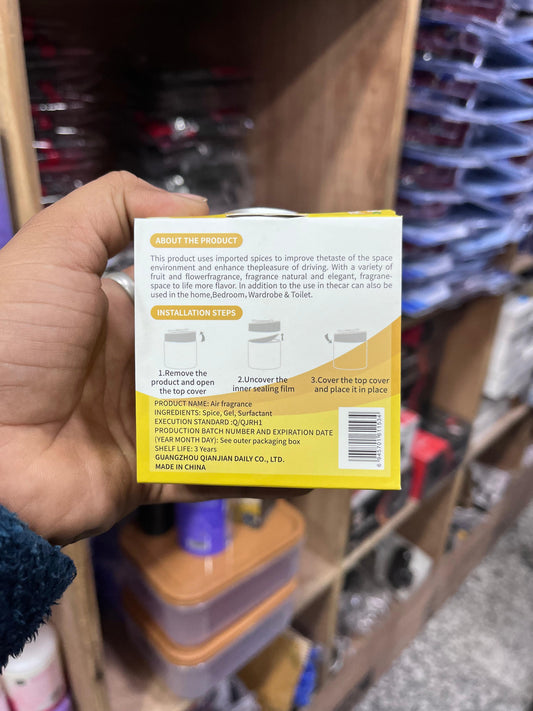 ABOUT THE PRODUCT
This product uses imported spices to improve thetaste of the space
environment and enhance thepleasure of driving. With a variety of
fruit and flowerfragrance, fragrance natural and elegant, fragrane-
space to life more flavor. In addition to the use in thecar can also be
used in the home,Bedroem，Wardrobe & Toilet.
INSTALLATION STEPS
1.Remove the
product and open
the top cover
2.Uncover the
inner sealing film
3.Cover the top cover
and place it in place
PRODUCT NAME: Air fragrance
INGREDIENTS: Spice, Gel, Surfactant
EXECUTION STANDARD :Q/QJRH1
PRODUCTION BATCH NUMBER AND EXPIRATION DATE
(YEAR MONTH DAY): See outer packaging box
SHELF LIFE: 3 Years
GUANGZHOU QIANJIAN DAILY CO., LTD.
MADE IN CHINA
6 945701 911524